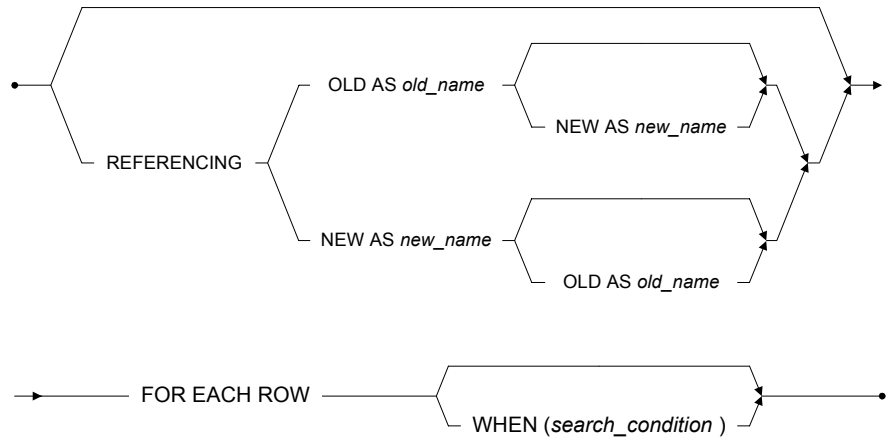 OLD AS old_name
NEW AS new_name
REFERENCING
NEW AS new_name
OLD AS old_name
FOR EACH ROW
WHEN (search_condition )